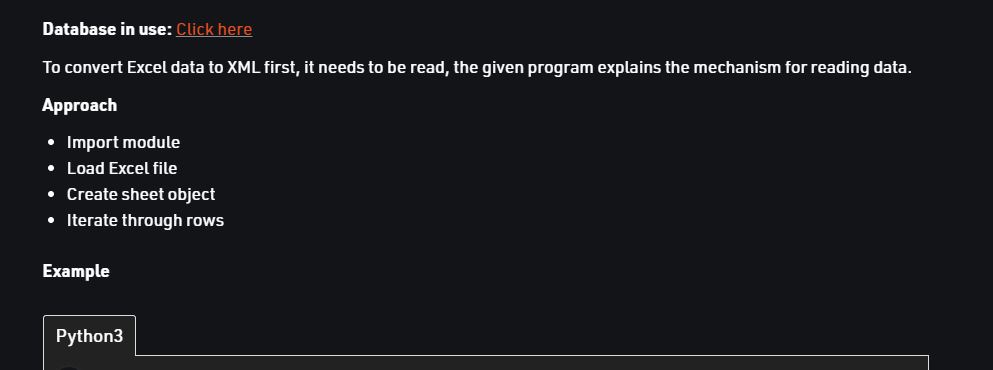 Database in use: Click here
To convert Excel data to XML first, it needs to be read, the given program explains the mechanism for reading data.
Approach
• Import module
• Load Excel file
• Create sheet object
• Iterate through rows
Example
Python3